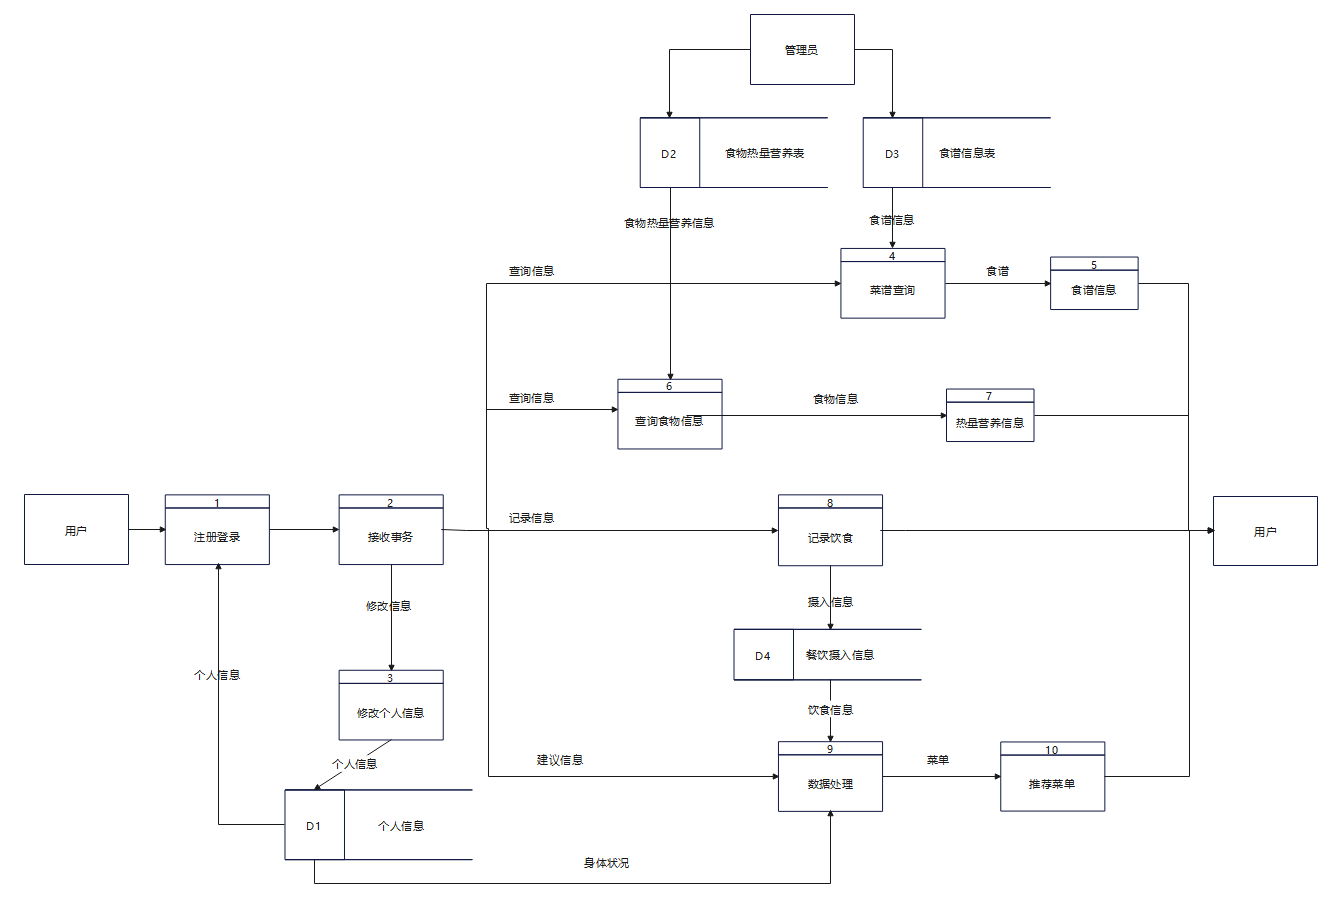 管理员
D2
食物热量营养表
D3
食谱信息表
食物热量营养信息
食谱信息
查询信息
4
菜谱查询
食谱
5
食谱信息
查询信息
6
查询食物信息
食物信息
7
热量营养信息
用户
1
注册登录
2
接收事务
记录信息
8
记录饮食
用户
修改信息
摄入信息
个人信息
3
修改个人信息
D4
餐饮摄入信息
饮食信息
个人信息
建议信息
9
数据处理
菜单
10
推荐菜单
D1
个人信息
身体状况